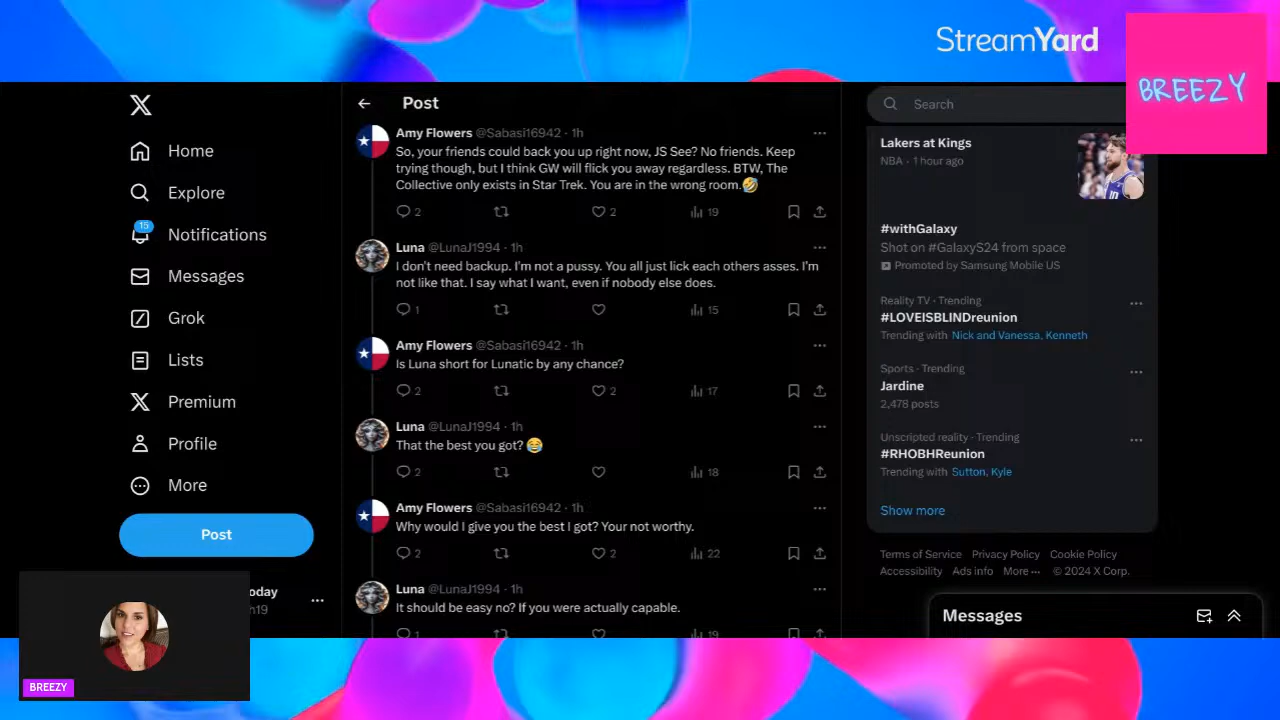 StreamYard
BREEZY
Post
Search
Home
Explore
15
Notifications
Messages
Grok
Lists
Premium
Profile
More
Post
oday
n19
BREEZY
Amy Flowers @Sabasi16942 · 1h
So, your friends could back you up right now, JS See? No friends. Keep
trying though, but I think GW will flick you away regardless. BTW, The
Collective only exists in Star Trek. You are in the wrong room.🤣
2 2 19
Luna @LunaJ1994 · 1h
I don't need backup. I'm not a pussy. You all just lick each others asses. I'm
not like that. I say what I want, even if nobody else does.
1 15
Amy Flowers @Sabasi16942 · 1h
Is Luna short for Lunatic by any chance?
2 2 17
Luna @LunaJ1994 · 1h
That the best you got? 😂
2 18
Amy Flowers @Sabasi16942 · 1h
Why would I give you the best I got? Your not worthy.
2 2 22
Luna @LunaJ1994 · 1h
It should be easy no? If you were actually capable.
1 19
Lakers at Kings
NBA · 1 hour ago
#withGalaxy
Shot on #GalaxyS24 from space
Promoted by Samsung Mobile US
Reality TV · Trending
#LOVEISBLINDreunion
Trending with Nick and Vanessa, Kenneth
Sports · Trending
Jardine
2,478 posts
Unscripted reality · Trending
#RHOBHReunion
Trending with Sutton, Kyle
Show more
Terms of Service Privacy Policy Cookie Policy
Accessibility Ads info More ··· © 2024 X Corp.
Messages